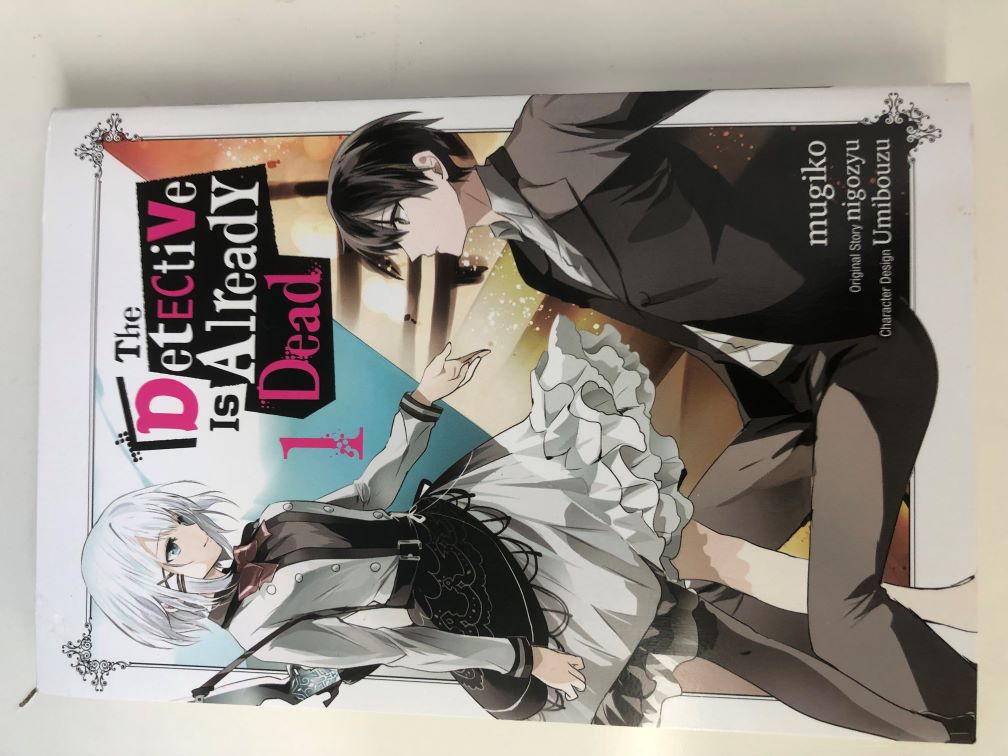 The
Detective
Is Already
Dead
1
mugiko
Original Story nigozyu
Character Design Umibouzu